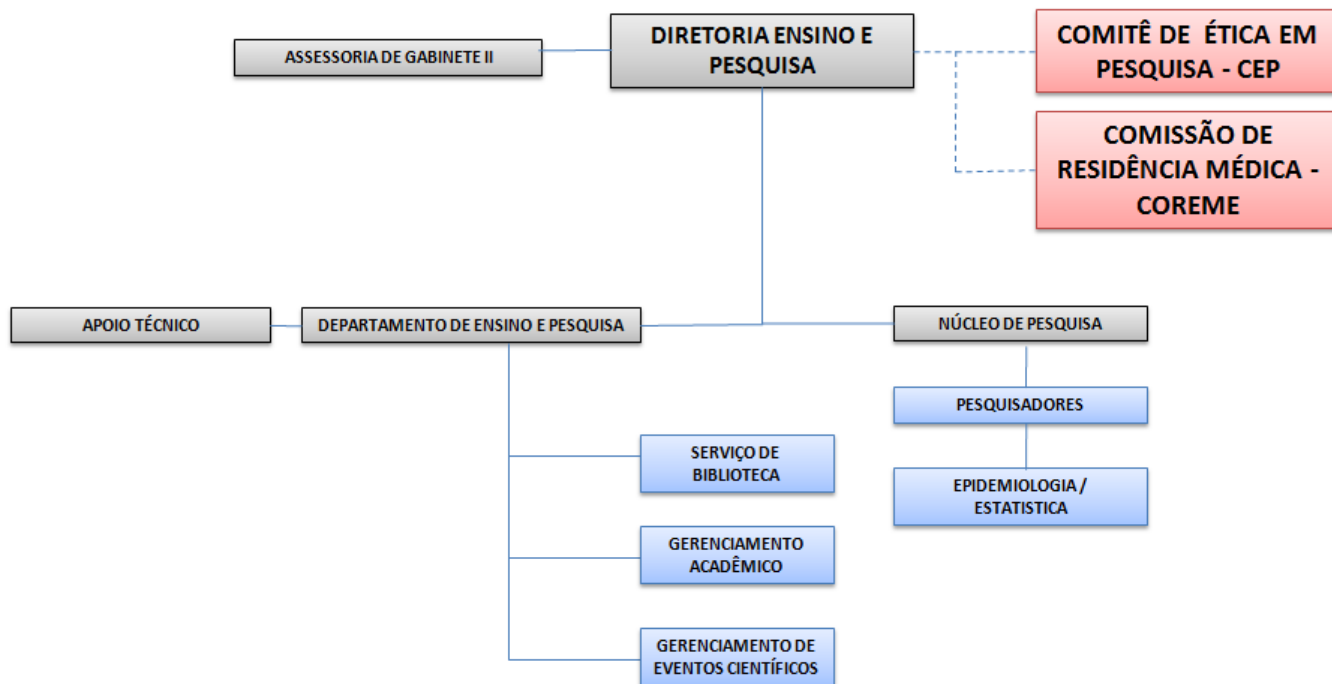 ASSESSORIA DE GABINETE II
DIRETORIA ENSINO E
PESQUISA
COMITÊ DE ÉTICA EM
PESQUISA - CEP
COMISSÃO DE
RESIDÊNCIA MÉDICA -
COREME
APOIO TÉCNICO
DEPARTAMENTO DE ENSINO E PESQUISA
NÚCLEO DE PESQUISA
PESQUISADORES
SERVIÇO DE
BIBLIOTECA
EPIDEMIOLOGIA /
ESTATISTICA
GERENCIAMENTO
ACADÊMICO
GERENCIAMENTO DE
EVENTOS CIENTÍFICOS